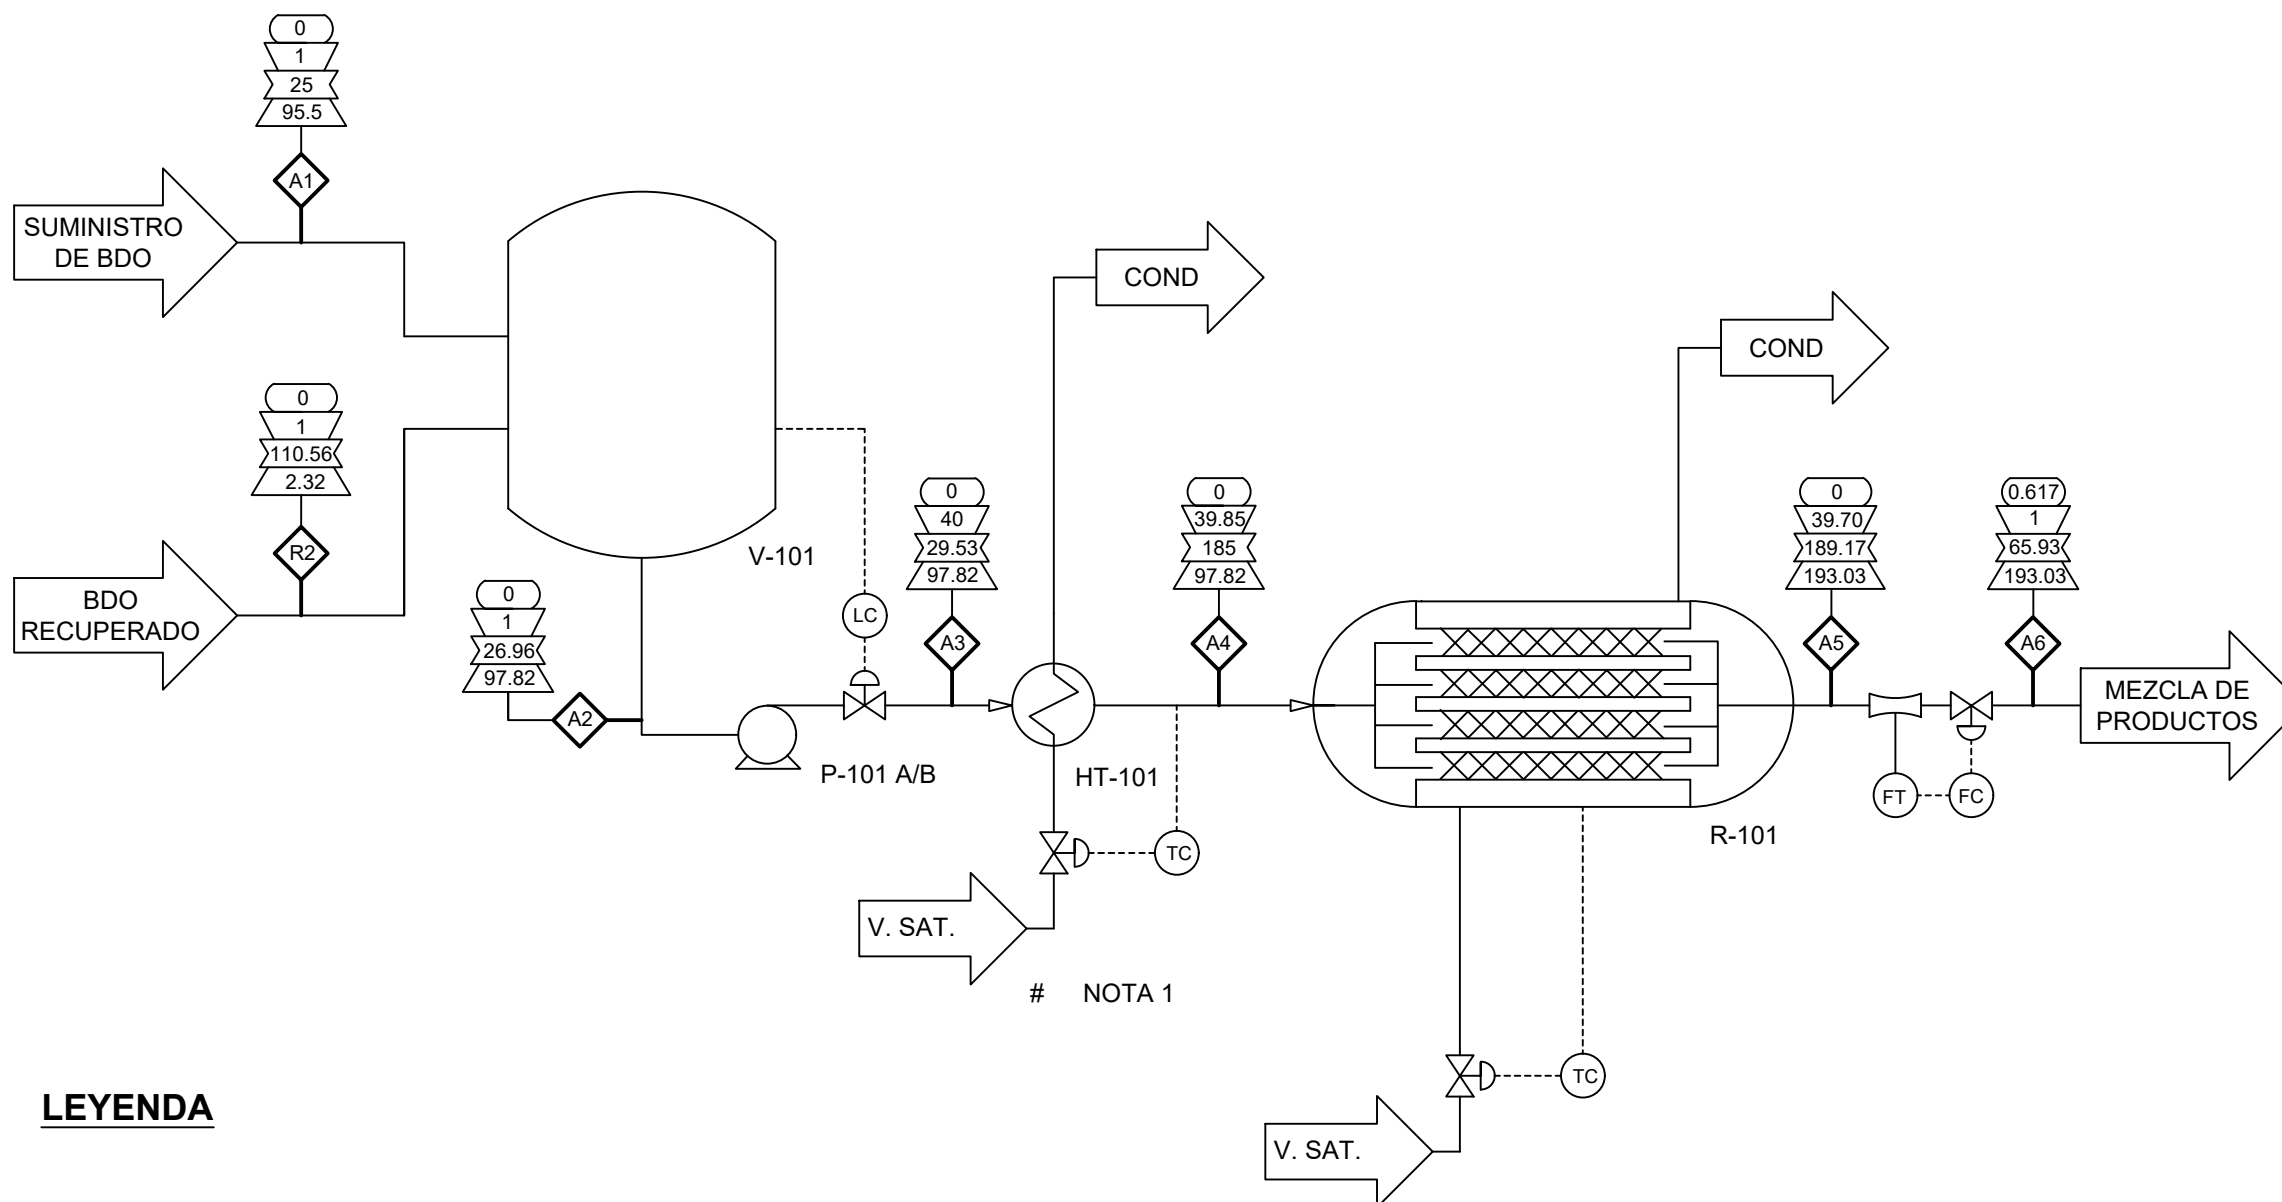 0
1
25
95.5
A1
SUMINISTRO
DE BDO
COND
COND
0
1
110.56
2.32
R2
BDO
RECUPERADO
V-101
LC
0
1
26.96
97.82
A2
P-101 A/B
0
40
29.53
97.82
A3
HT-101
TC
V. SAT.
# NOTA 1
0
39.85
185
97.82
A4
R-101
TC
V. SAT.
0
39.70
189.17
193.03
A5
0.617
1
65.93
193.03
A6
FT
FC
MEZCLA DE
PRODUCTOS
LEYENDA